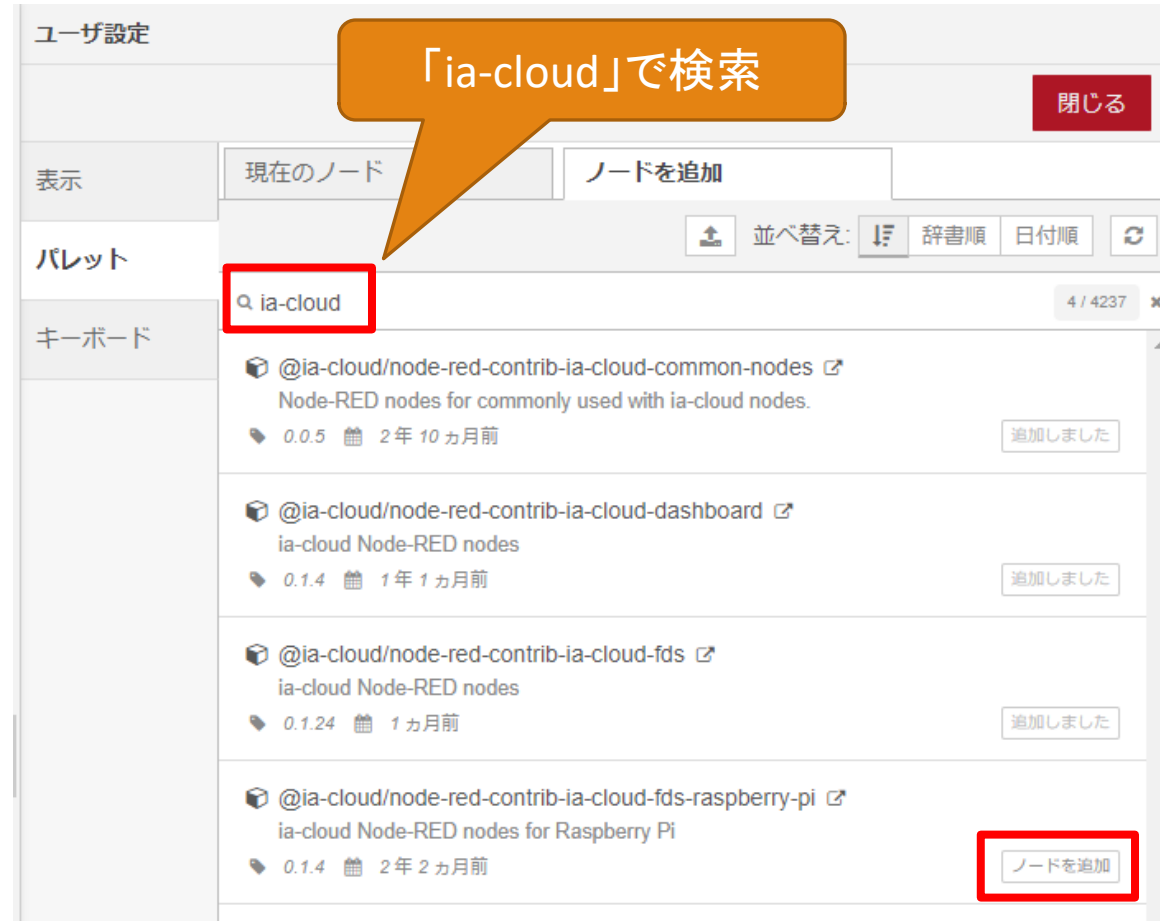 ユーザ設定
「ia-cloud」で検索
閉じる
表示
現在のノード
ノードを追加
パレット
並べ替え:
辞書順
日付順
ia-cloud
4 / 4237
キーボード
@ia-cloud/node-red-contrib-ia-cloud-common-nodes
Node-RED nodes for commonly used with ia-cloud nodes.
0.0.5 2 年 10 ヵ月前
追加しました
@ia-cloud/node-red-contrib-ia-cloud-dashboard
ia-cloud Node-RED nodes
0.1.4 1 年 1 ヵ月前
追加しました
@ia-cloud/node-red-contrib-ia-cloud-fds
ia-cloud Node-RED nodes
0.1.24 1 ヵ月前
追加しました
@ia-cloud/node-red-contrib-ia-cloud-fds-raspberry-pi
ia-cloud Node-RED nodes for Raspberry Pi
0.1.4 2 年 2 ヵ月前
ノードを追加